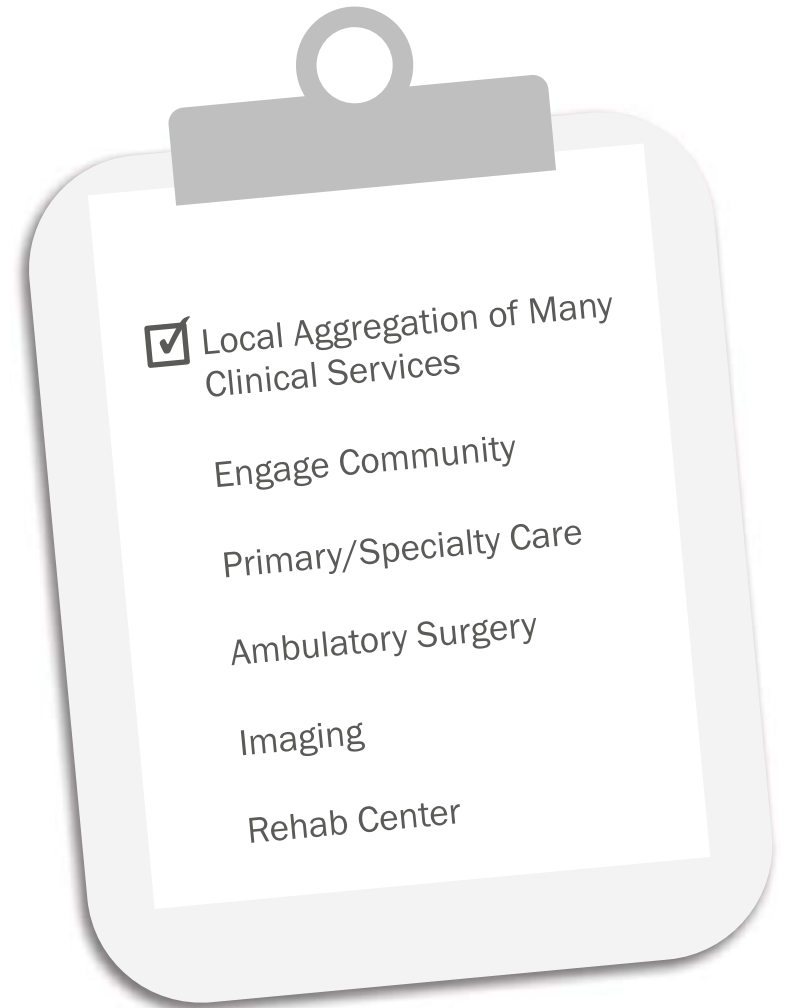 Local Aggregation of Many
Clinical Services
Engage Community
Primary/Specialty Care
Ambulatory Surgery
Imaging
Rehab Center